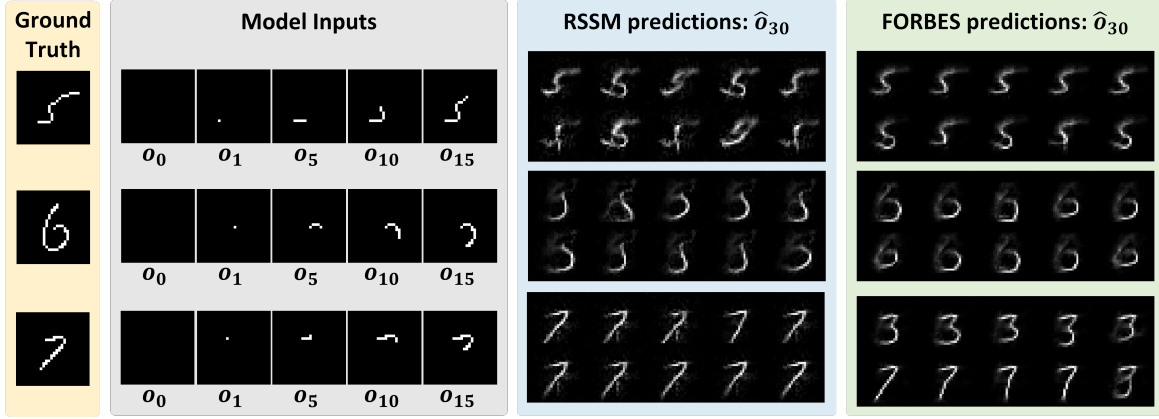 Ground Truth
Model Inputs
RSSM predictions: ô₃₀
FORBES predictions: ô₃₀
o₀ o₁ o₅ o₁₀ o₁₅
o₀ o₁ o₅ o₁₀ o₁₅
o₀ o₁ o₅ o₁₀ o₁₅